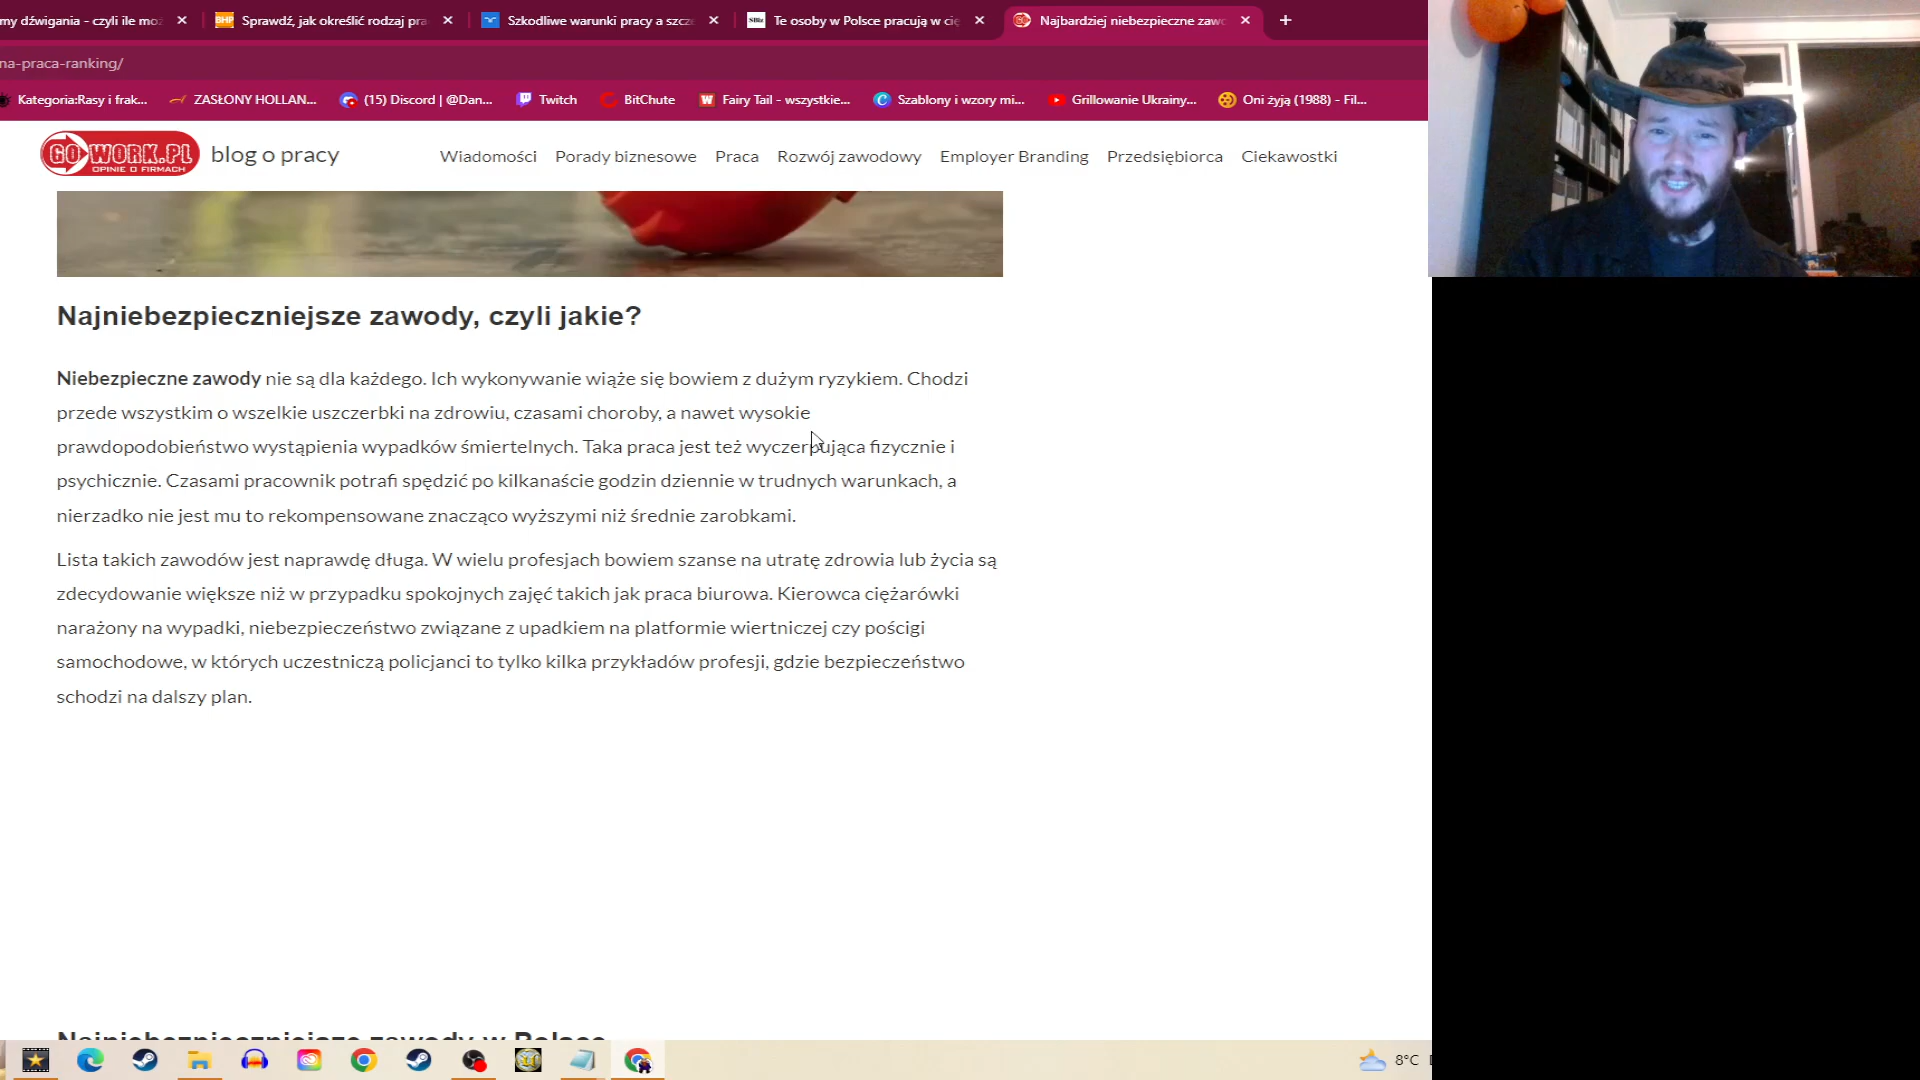 my dźwigania - czyli ile moż
Sprawdź, jak określić rodzaj pra
Szkodliwe warunki pracy a szcze
Te osoby w Polsce pracują w cię
Najbardziej niebezpieczne zawo
na-praca-ranking/
Kategoria:Rasy i frak...
ZASŁONY HOLLAN...
(15) Discord | @Dan...
Twitch
BitChute
Fairy Tail - wszystkie...
Szablony i wzory mi...
Grillowanie Ukrainy...
Oni żyją (1988) - Fil...
GO WORK.PL
OPINIE O FIRMACH
blog o pracy
Wiadomości Porady biznesowe Praca Rozwój zawodowy Employer Branding Przedsiębiorca Ciekawostki
Najniebezpieczniejsze zawody, czyli jakie?
Niebezpieczne zawody nie są dla każdego. Ich wykonywanie wiąże się bowiem z dużym ryzykiem. Chodzi
przede wszystkim o wszelkie uszczerbki na zdrowiu, czasami choroby, a nawet wysokie
prawdopodobieństwo wystąpienia wypadków śmiertelnych. Taka praca jest też wyczerpująca fizycznie i
psychicznie. Czasami pracownik potrafi spędzić po kilkanaście godzin dziennie w trudnych warunkach, a
nierzadko nie jest mu to rekompensowane znacząco wyższymi niż średnie zarobkami.
Lista takich zawodów jest naprawdę długa. W wielu profesjach bowiem szanse na utratę zdrowia lub życia są
zdecydowanie większe niż w przypadku spokojnych zajęć takich jak praca biurowa. Kierowca ciężarówki
narażony na wypadki, niebezpieczeństwo związane z upadkiem na platformie wiertniczej czy pościgi
samochodowe, w których uczestniczą policjanci to tylko kilka przykładów profesji, gdzie bezpieczeństwo
schodzi na dalszy plan.
Najniebezpieczniejsze zawody w Polsce
8°C